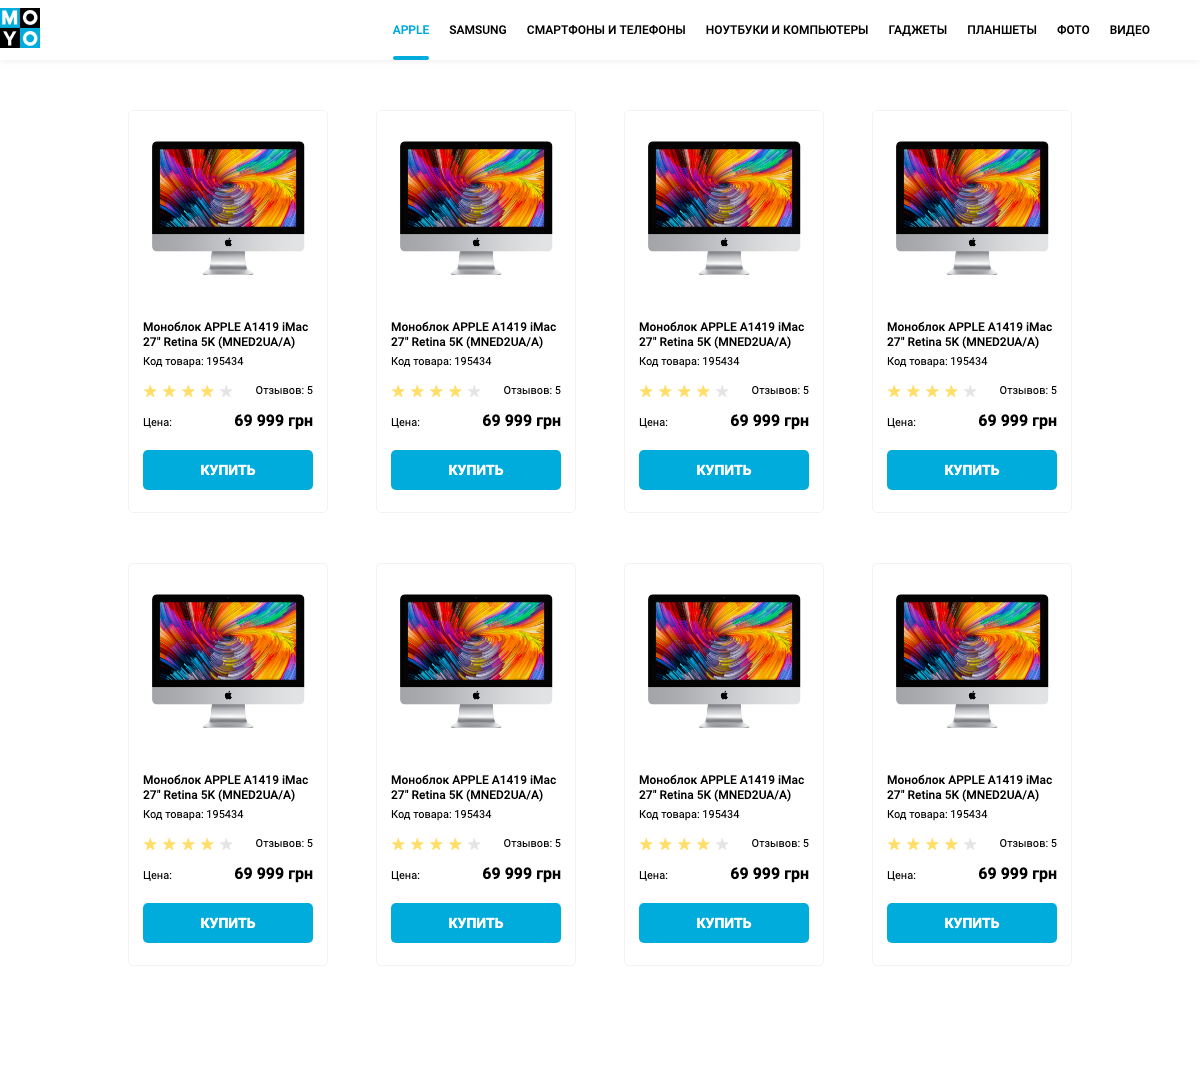 MO
YO
APPLE SAMSUNG СМАРТФОНЫ И ТЕЛЕФОНЫ НОУТБУКИ И КОМПЬЮТЕРЫ ГАДЖЕТЫ ПЛАНШЕТЫ ФОТО ВИДЕО
Моноблок APPLE A1419 iMac
27" Retina 5K (MNED2UA/A)
Код товара: 195434
Отзывов: 5
Цена: 69 999 грн
КУПИТЬ
Моноблок APPLE A1419 iMac
27" Retina 5K (MNED2UA/A)
Код товара: 195434
Отзывов: 5
Цена: 69 999 грн
КУПИТЬ
Моноблок APPLE A1419 iMac
27" Retina 5K (MNED2UA/A)
Код товара: 195434
Отзывов: 5
Цена: 69 999 грн
КУПИТЬ
Моноблок APPLE A1419 iMac
27" Retina 5K (MNED2UA/A)
Код товара: 195434
Отзывов: 5
Цена: 69 999 грн
КУПИТЬ
Моноблок APPLE A1419 iMac
27" Retina 5K (MNED2UA/A)
Код товара: 195434
Отзывов: 5
Цена: 69 999 грн
КУПИТЬ
Моноблок APPLE A1419 iMac
27" Retina 5K (MNED2UA/A)
Код товара: 195434
Отзывов: 5
Цена: 69 999 грн
КУПИТЬ
Моноблок APPLE A1419 iMac
27" Retina 5K (MNED2UA/A)
Код товара: 195434
Отзывов: 5
Цена: 69 999 грн
КУПИТЬ
Моноблок APPLE A1419 iMac
27" Retina 5K (MNED2UA/A)
Код товара: 195434
Отзывов: 5
Цена: 69 999 грн
КУПИТЬ